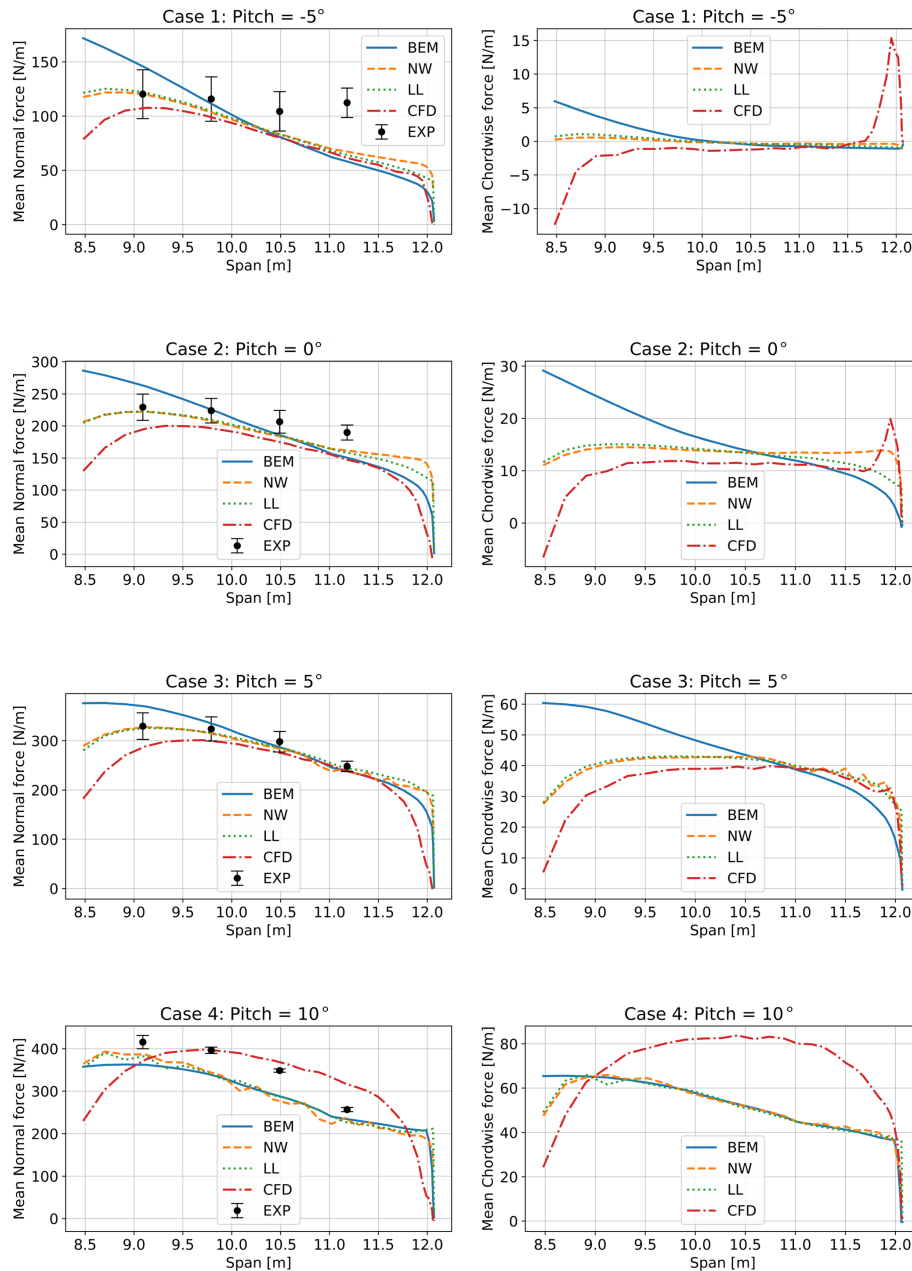 Case 1: Pitch = -5°
Mean Normal force [N/m]
150
100
50
0
8.5 9.0 9.5 10.0 10.5 11.0 11.5 12.0
Span [m]
BEM
NW
LL
CFD
EXP
Case 1: Pitch = -5°
Mean Chordwise force [N/m]
15
10
5
0
−5
−10
8.5 9.0 9.5 10.0 10.5 11.0 11.5 12.0
Span [m]
BEM
NW
LL
CFD
Case 2: Pitch = 0°
Mean Normal force [N/m]
300
250
200
150
100
50
0
8.5 9.0 9.5 10.0 10.5 11.0 11.5 12.0
Span [m]
BEM
NW
LL
CFD
EXP
Case 2: Pitch = 0°
Mean Chordwise force [N/m]
30
20
10
0
8.5 9.0 9.5 10.0 10.5 11.0 11.5 12.0
Span [m]
BEM
NW
LL
CFD
Case 3: Pitch = 5°
Mean Normal force [N/m]
300
200
100
0
8.5 9.0 9.5 10.0 10.5 11.0 11.5 12.0
Span [m]
BEM
NW
LL
CFD
EXP
Case 3: Pitch = 5°
Mean Chordwise force [N/m]
60
50
40
30
20
10
0
8.5 9.0 9.5 10.0 10.5 11.0 11.5 12.0
Span [m]
BEM
NW
LL
CFD
Case 4: Pitch = 10°
Mean Normal force [N/m]
400
300
200
100
0
8.5 9.0 9.5 10.0 10.5 11.0 11.5 12.0
Span [m]
BEM
NW
LL
CFD
EXP
Case 4: Pitch = 10°
Mean Chordwise force [N/m]
80
60
40
20
0
8.5 9.0 9.5 10.0 10.5 11.0 11.5 12.0
Span [m]
BEM
NW
LL
CFD